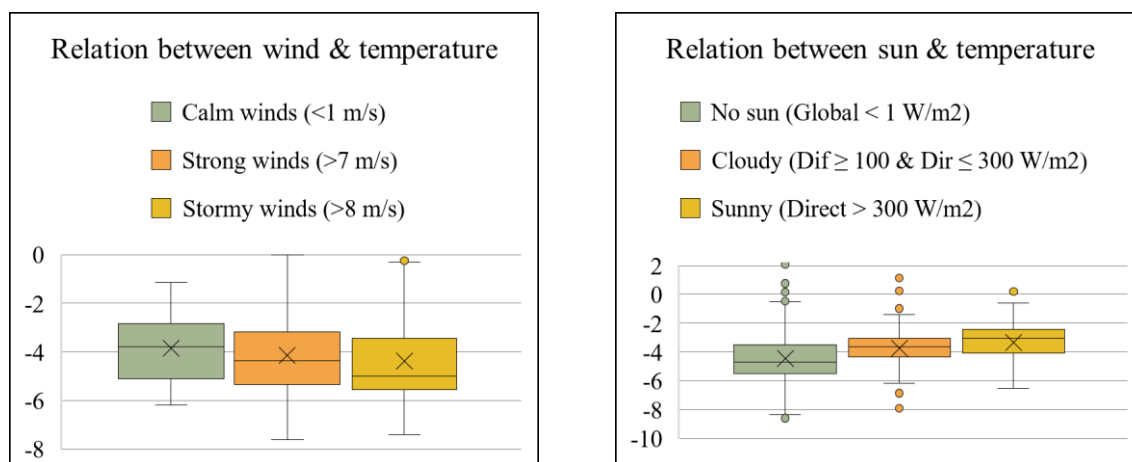 Relation between wind & temperature
Calm winds (<1 m/s)
Strong winds (>7 m/s)
Stormy winds (>8 m/s)
0
-2
-4
-6
-8
Relation between sun & temperature
No sun (Global < 1 W/m2)
Cloudy (Dif ≥ 100 & Dir ≤ 300 W/m2)
Sunny (Direct > 300 W/m2)
2
0
-2
-4
-6
-8
-10